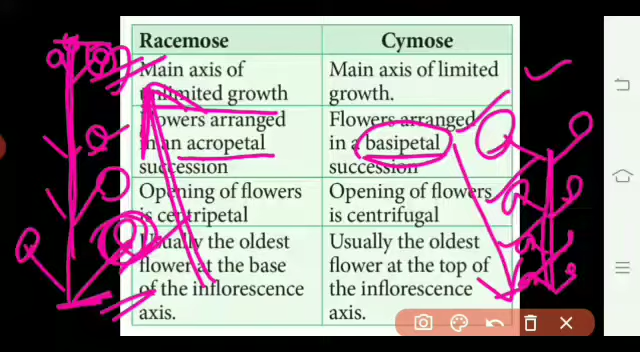 Racemose Cymose
Main axis of Main axis of limited
unlimited growth growth.
Flowers arranged Flowers arranged
in an acropetal in a basipetal
succession succession
Opening of flowers Opening of flowers
is centripetal is centrifugal
Usually the oldest Usually the oldest
flower at the base flower at the top of
of the inflorescence the inflorescence
axis. axis.